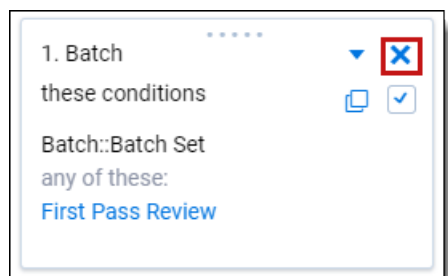 1. Batch
these conditions
Batch::Batch Set
any of these:
First Pass Review